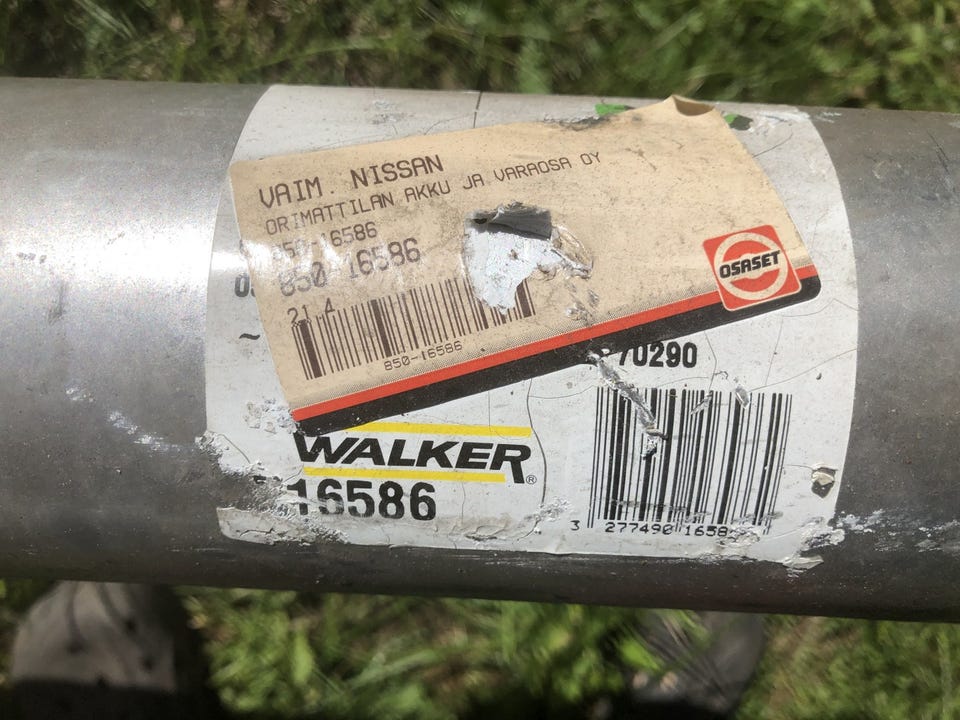 VAIM. NISSAN
ORIMATTILAN AKKU JA VARAOSA OY
850-16586
850-16586
21.4
850-16586
OSASET
70290
WALKER®
16586
3 277490 1658